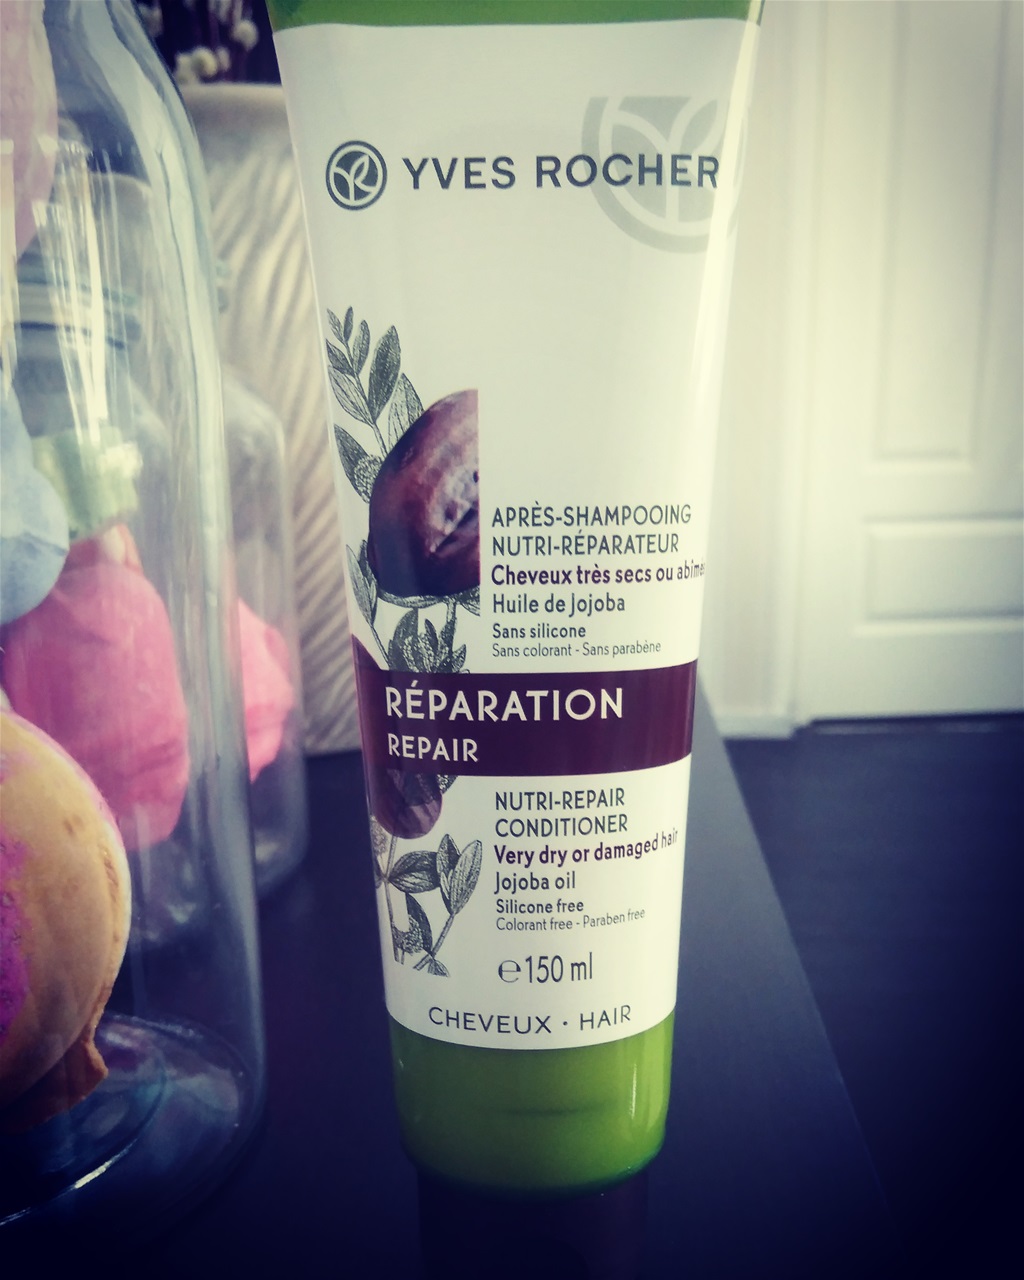 YVES ROCHER
APRÈS-SHAMPOOING
NUTRI-RÉPARATEUR
Cheveux très secs ou abîmés
Huile de Jojoba
Sans silicone
Sans colorant - Sans parabène
RÉPARATION
REPAIR
NUTRI-REPAIR
CONDITIONER
Very dry or damaged hair
Jojoba oil
Silicone free
Colorant free - Paraben free
℮150 ml
CHEVEUX · HAIR